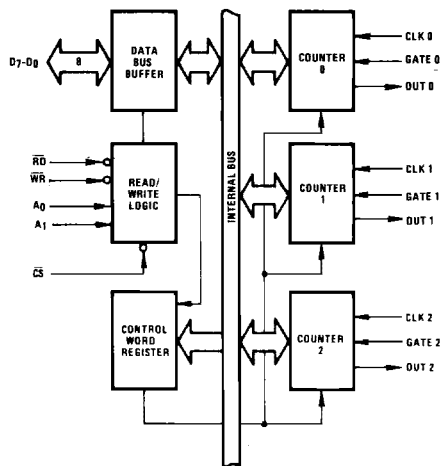 D7-D0
8
DATA
BUS
BUFFER
RD
WR
A0
A1
CS
READ/
WRITE
LOGIC
CONTROL
WORD
REGISTER
INTERNAL BUS
COUNTER
0
CLK 0
GATE 0
OUT 0
COUNTER
1
CLK 1
GATE 1
OUT 1
COUNTER
2
CLK 2
GATE 2
OUT 2